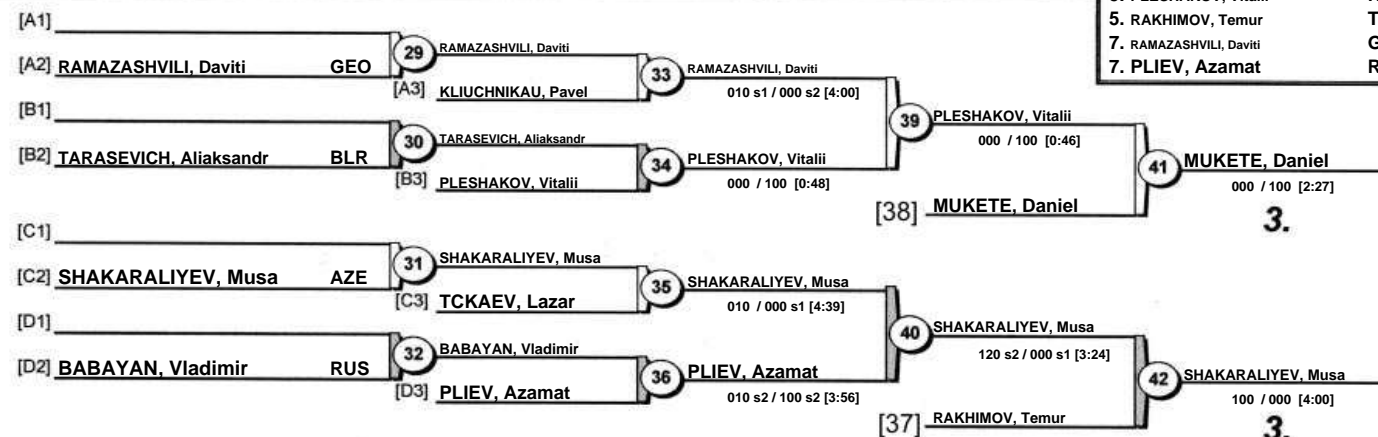 5. RAKHIMOV, Temur T
7. RAMAZASHVILI, Daviti G
7. PLIEV, Azamat R
[A1]
29 RAMAZASHVILI, Daviti
[A2] RAMAZASHVILI, Daviti GEO
33 RAMAZASHVILI, Daviti
[A3] KLIUCHNIKAU, Pavel
010 s1 / 000 s2 [4:00]
[B1]
39 PLESHAKOV, Vitalii
000 / 100 [0:46]
30 TARASEVICH, Aliaksandr
[B2] TARASEVICH, Aliaksandr BLR
34 PLESHAKOV, Vitalii
41 MUKETE, Daniel
[B3] PLESHAKOV, Vitalii
000 / 100 [0:48]
000 / 100 [2:27]
[38] MUKETE, Daniel
3.
[C1]
31 SHAKARALIYEV, Musa
[C2] SHAKARALIYEV, Musa AZE
35 SHAKARALIYEV, Musa
[C3] TCKAEV, Lazar
010 / 000 s1 [4:39]
[D1]
40 SHAKARALIYEV, Musa
120 s2 / 000 s1 [3:24]
32 BABAYAN, Vladimir
[D2] BABAYAN, Vladimir RUS
36 PLIEV, Azamat
42 SHAKARALIYEV, Musa
[D3] PLIEV, Azamat
010 s2 / 100 s2 [3:56]
100 / 000 [4:00]
[37] RAKHIMOV, Temur
3.